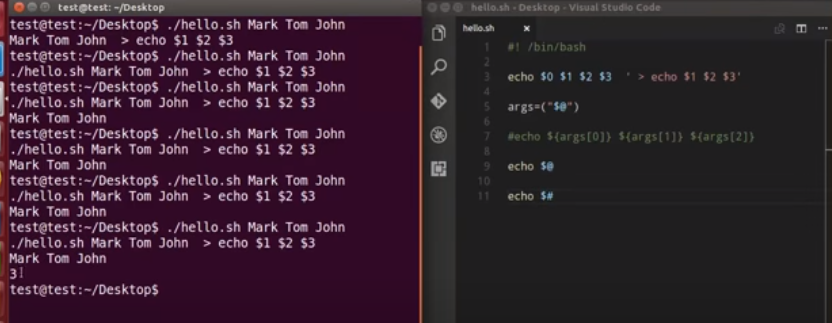 test@test: ~/Desktop
test@test:~/Desktop$ ./hello.sh Mark Tom John
Mark Tom John  > echo $1 $2 $3
test@test:~/Desktop$ ./hello.sh Mark Tom John
./hello.sh Mark Tom John  > echo $1 $2 $3
test@test:~/Desktop$ ./hello.sh Mark Tom John
./hello.sh Mark Tom John  > echo $1 $2 $3
Mark Tom John
test@test:~/Desktop$ ./hello.sh Mark Tom John
./hello.sh Mark Tom John  > echo $1 $2 $3
Mark Tom John
test@test:~/Desktop$ ./hello.sh Mark Tom John
./hello.sh Mark Tom John  > echo $1 $2 $3
Mark Tom John
test@test:~/Desktop$ ./hello.sh Mark Tom John
./hello.sh Mark Tom John  > echo $1 $2 $3
Mark Tom John
3
test@test:~/Desktop$
hello.sh - Desktop - Visual Studio Code
hello.sh
1 #! /bin/bash
2
3 echo $0 $1 $2 $3  ' > echo $1 $2 $3'
4
5 args=("$@")
6
7 #echo ${args[0]} ${args[1]} ${args[2]}
8
9 echo $@
10
11 echo $#